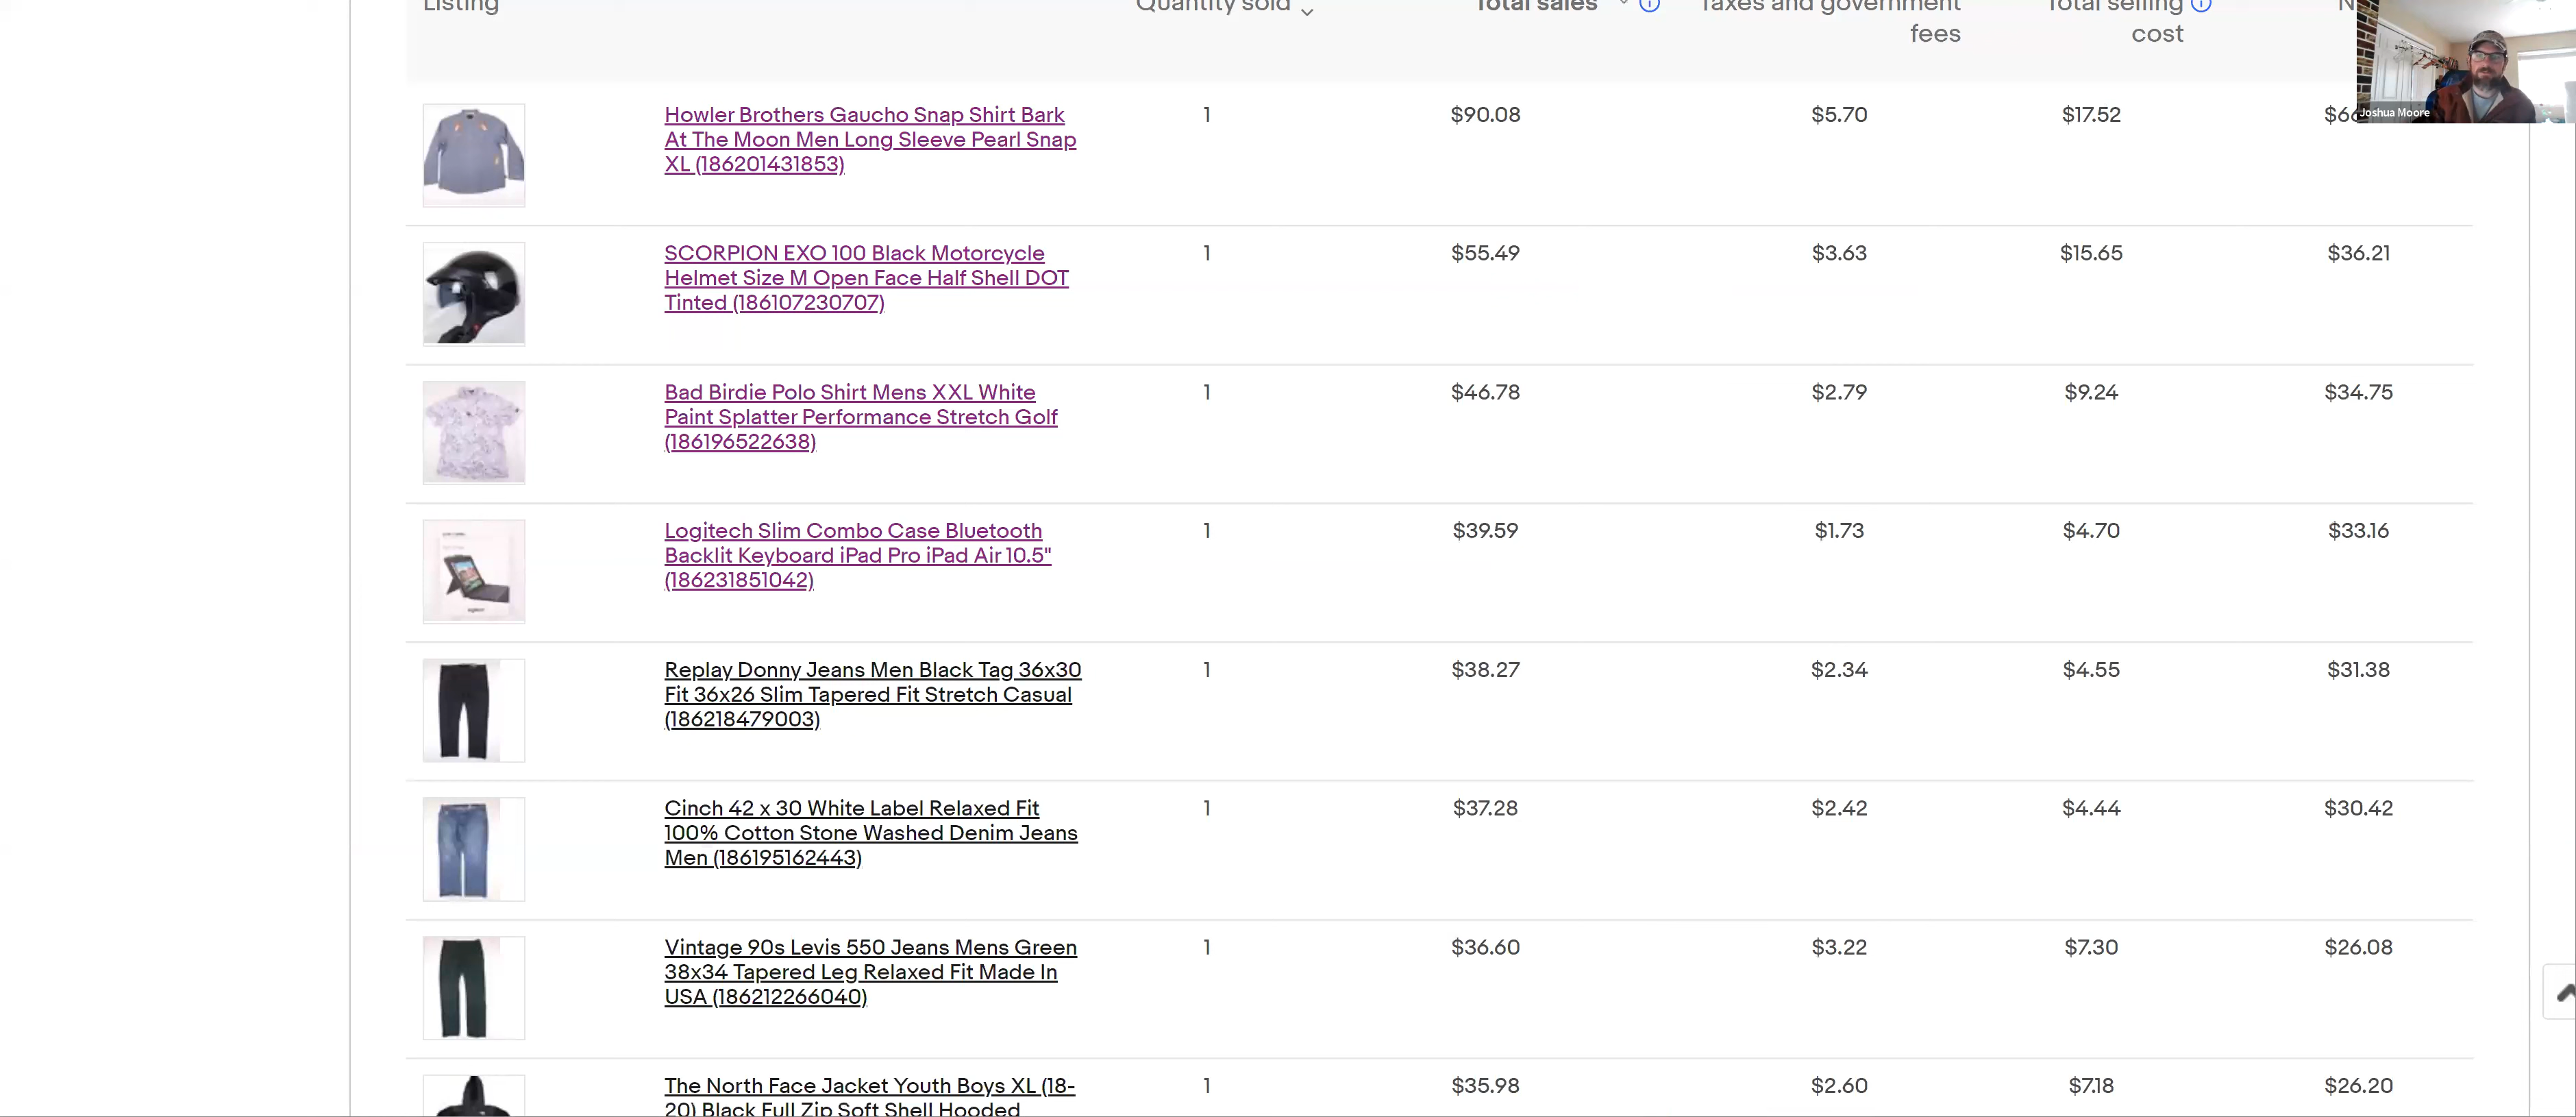 Listing
Quantity sold
Total sales
Taxes and government
fees
Total selling
cost
N
Joshua Moore
Howler Brothers Gaucho Snap Shirt Bark
At The Moon Men Long Sleeve Pearl Snap
XL (186201431853)
1
$90.08
$5.70
$17.52
SCORPION EXO 100 Black Motorcycle
Helmet Size M Open Face Half Shell DOT
Tinted (186107230707)
1
$55.49
$3.63
$15.65
$36.21
Bad Birdie Polo Shirt Mens XXL White
Paint Splatter Performance Stretch Golf
(186196522638)
1
$46.78
$2.79
$9.24
$34.75
Logitech Slim Combo Case Bluetooth
Backlit Keyboard iPad Pro iPad Air 10.5"
(186231851042)
1
$39.59
$1.73
$4.70
$33.16
Replay Donny Jeans Men Black Tag 36x30
Fit 36x26 Slim Tapered Fit Stretch Casual
(186218479003)
1
$38.27
$2.34
$4.55
$31.38
Cinch 42 x 30 White Label Relaxed Fit
100% Cotton Stone Washed Denim Jeans
Men (186195162443)
1
$37.28
$2.42
$4.44
$30.42
Vintage 90s Levis 550 Jeans Mens Green
38x34 Tapered Leg Relaxed Fit Made In
USA (186212266040)
1
$36.60
$3.22
$7.30
$26.08
The North Face Jacket Youth Boys XL (18-
20) Black Full Zip Soft Shell Hooded
1
$35.98
$2.60
$7.18
$26.20